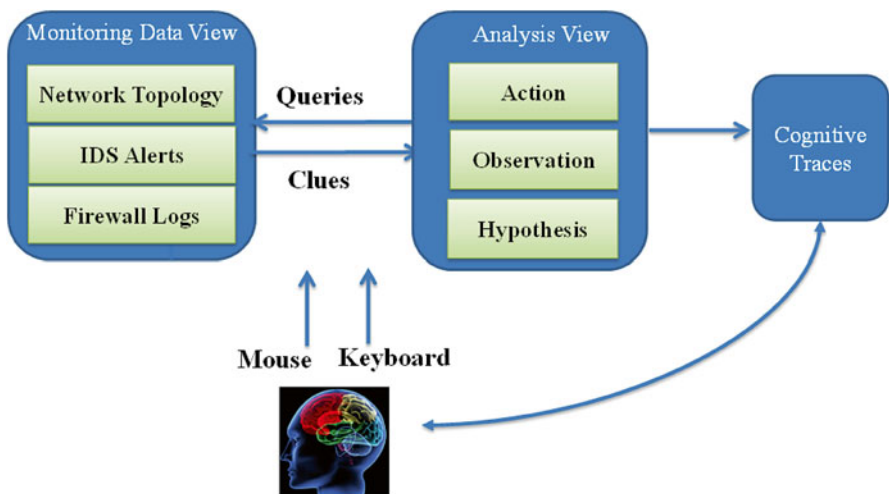 Monitoring Data View
Network Topology
IDS Alerts
Firewall Logs
Queries
Clues
Analysis View
Action
Observation
Hypothesis
Cognitive
Traces
Mouse
Keyboard